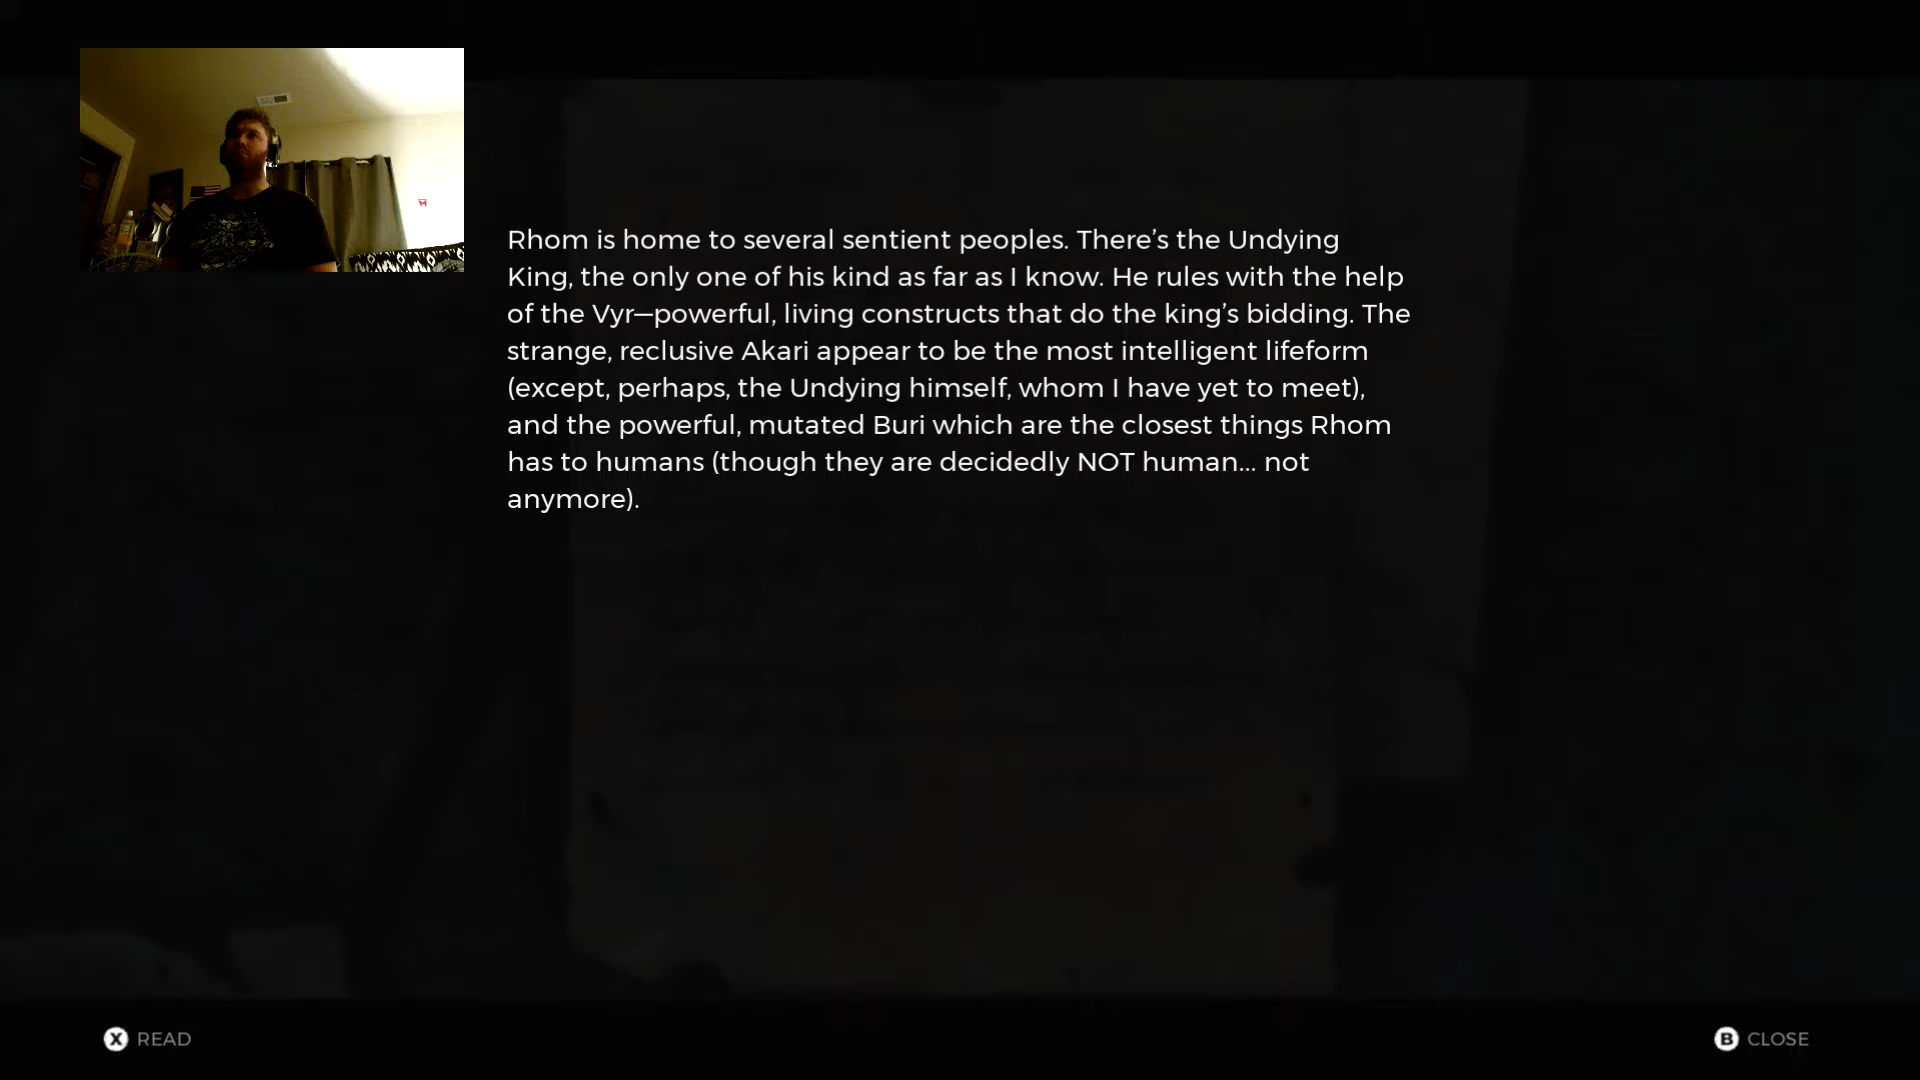 Rhom is home to several sentient peoples. There’s the Undying
King, the only one of his kind as far as I know. He rules with the help
of the Vyr—powerful, living constructs that do the king’s bidding. The
strange, reclusive Akari appear to be the most intelligent lifeform
(except, perhaps, the Undying himself, whom I have yet to meet),
and the powerful, mutated Buri which are the closest things Rhom
has to humans (though they are decidedly NOT human... not
anymore).
X READ
B CLOSE